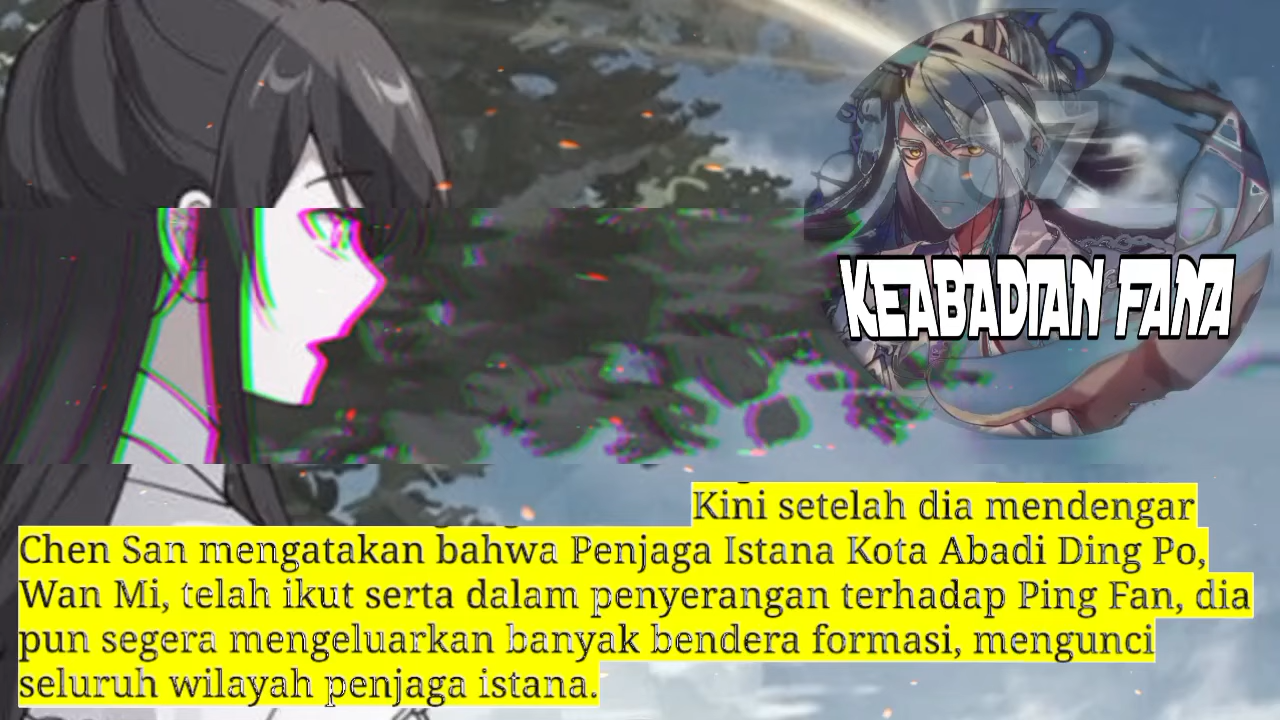 KEABADIAN FANA
Kini setelah dia mendengar
Chen San mengatakan bahwa Penjaga Istana Kota Abadi Ding Po,
Wan Mi, telah ikut serta dalam penyerangan terhadap Ping Fan, dia
pun segera mengeluarkan banyak bendera formasi, mengunci
seluruh wilayah penjaga istana.